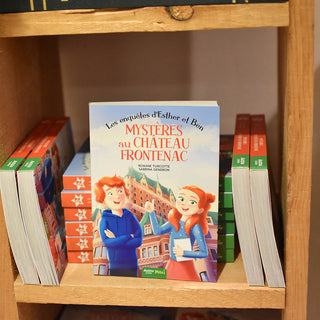 Les enquêtes d'Esther et Ben
MYSTÈRES
AU CHÂTEAU
FRONTENAC
ROXANE TURCOTTE
SABRINA GENDRON